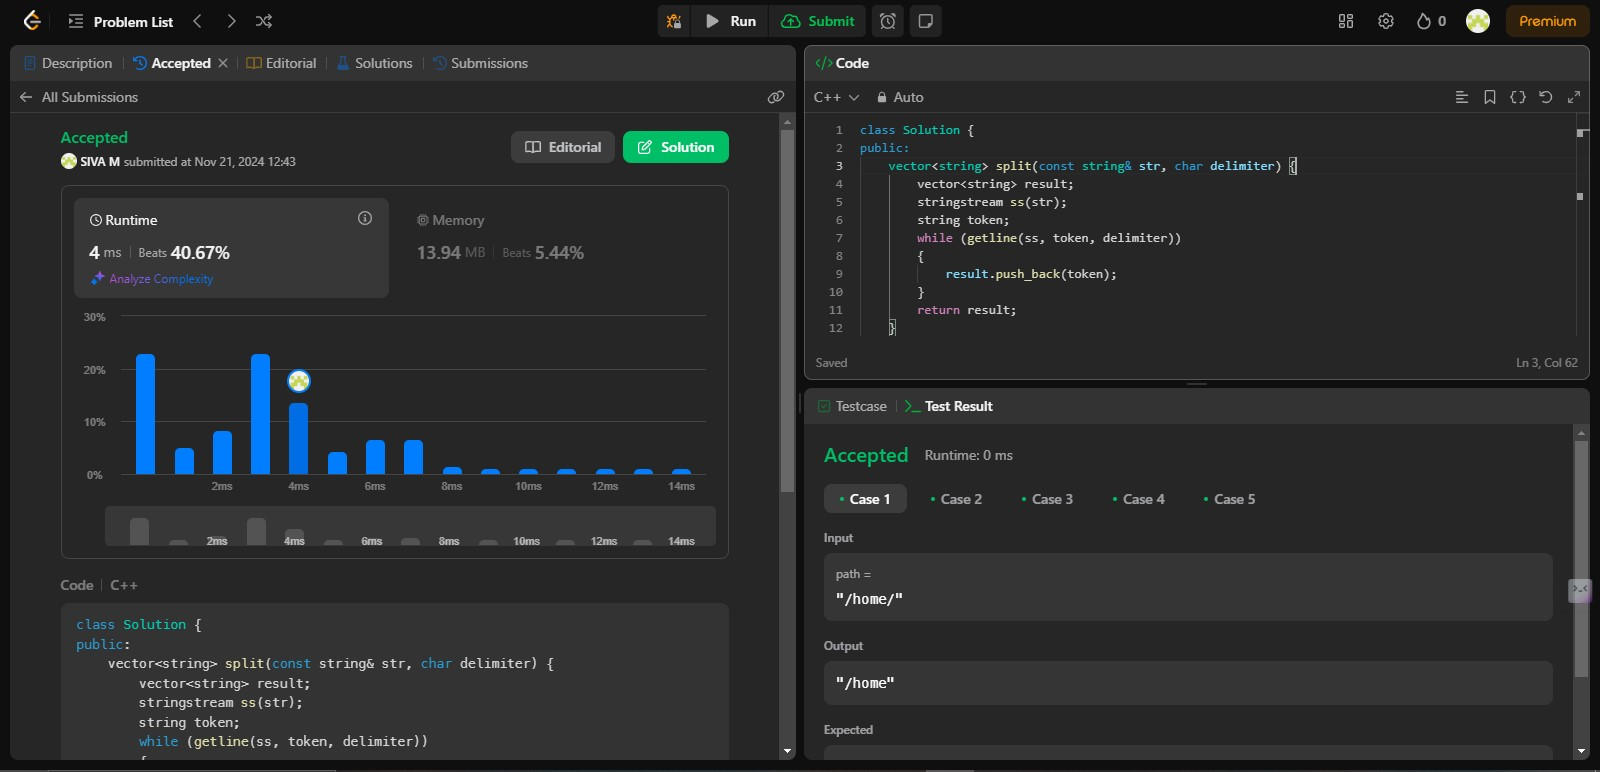 Problem List
Run
Submit
0
Premium
Description
Accepted
Editorial
Solutions
Submissions
All Submissions
Accepted
SIVA M submitted at Nov 21, 2024 12:43
Editorial
Solution
Runtime
4 ms Beats 40.67%
Analyze Complexity
Memory
13.94 MB Beats 5.44%
30%
20%
10%
0%
2ms 4ms 6ms 8ms 10ms 12ms 14ms
2ms 4ms 6ms 8ms 10ms 12ms 14ms
Code C++
class Solution {
public:
    vector<string> split(const string& str, char delimiter) {
        vector<string> result;
        stringstream ss(str);
        string token;
        while (getline(ss, token, delimiter))
        {
</> Code
C++ Auto
1 class Solution {
2 public:
3     vector<string> split(const string& str, char delimiter) {
4         vector<string> result;
5         stringstream ss(str);
6         string token;
7         while (getline(ss, token, delimiter))
8         {
9             result.push_back(token);
10         }
11         return result;
12     }
Saved
Ln 3, Col 62
Testcase
Test Result
Accepted Runtime: 0 ms
Case 1 Case 2 Case 3 Case 4 Case 5
Input
path =
"/home/"
Output
"/home"
Expected